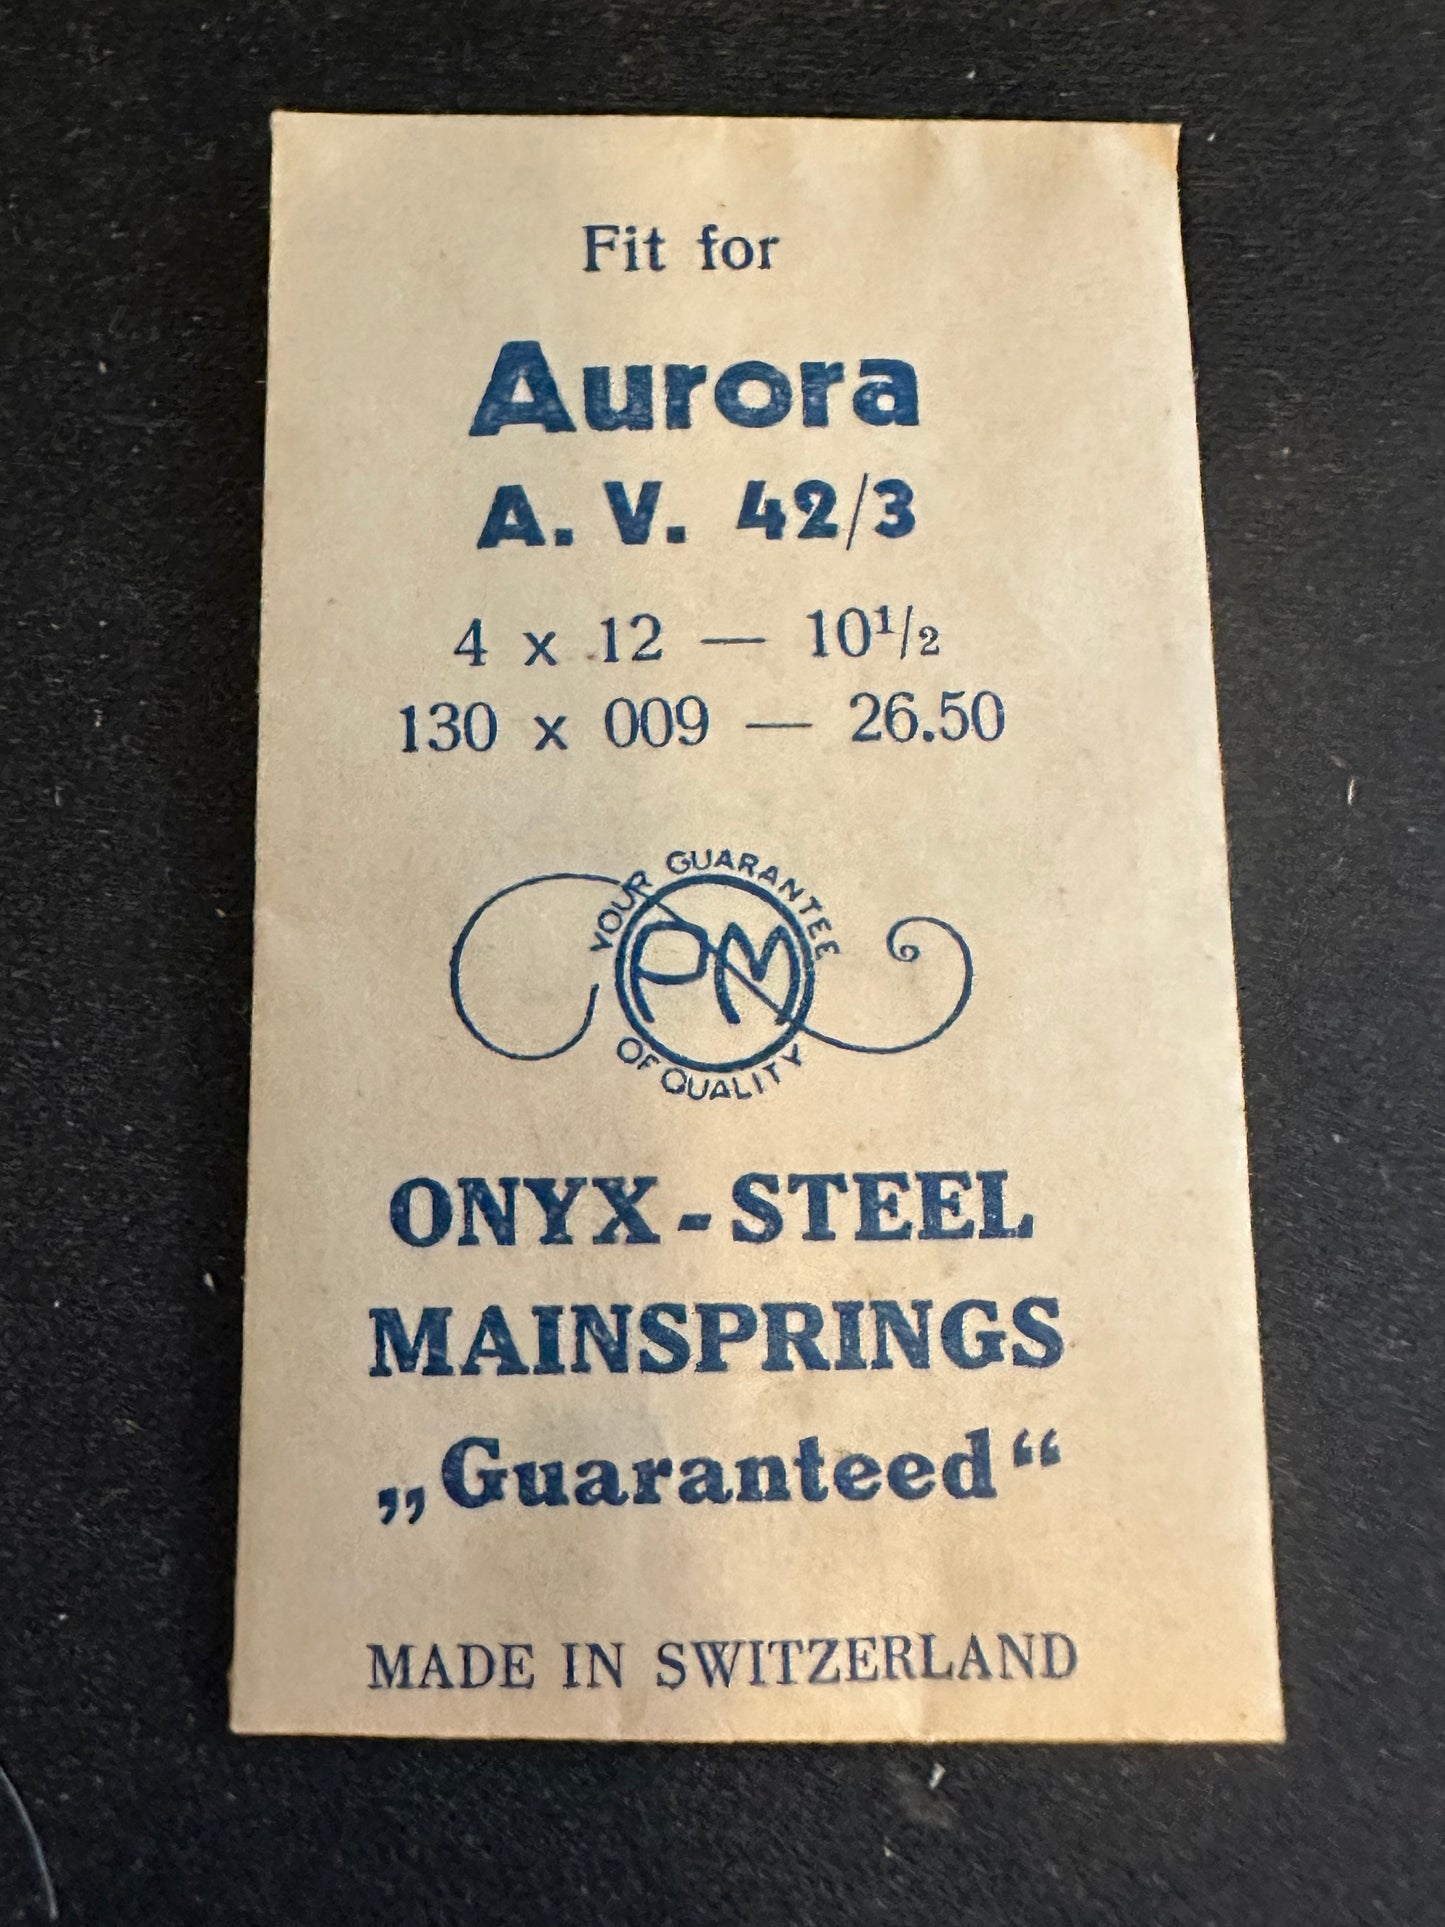 Fit for
Aurora
A. V. 42/3
4 x 12 — 10¹/₂
130 x 009 — 26.50
YOUR GUARANTEE
PM
OF QUALITY
ONYX-STEEL
MAINSPRINGS
„Guaranteed“
MADE IN SWITZERLAND